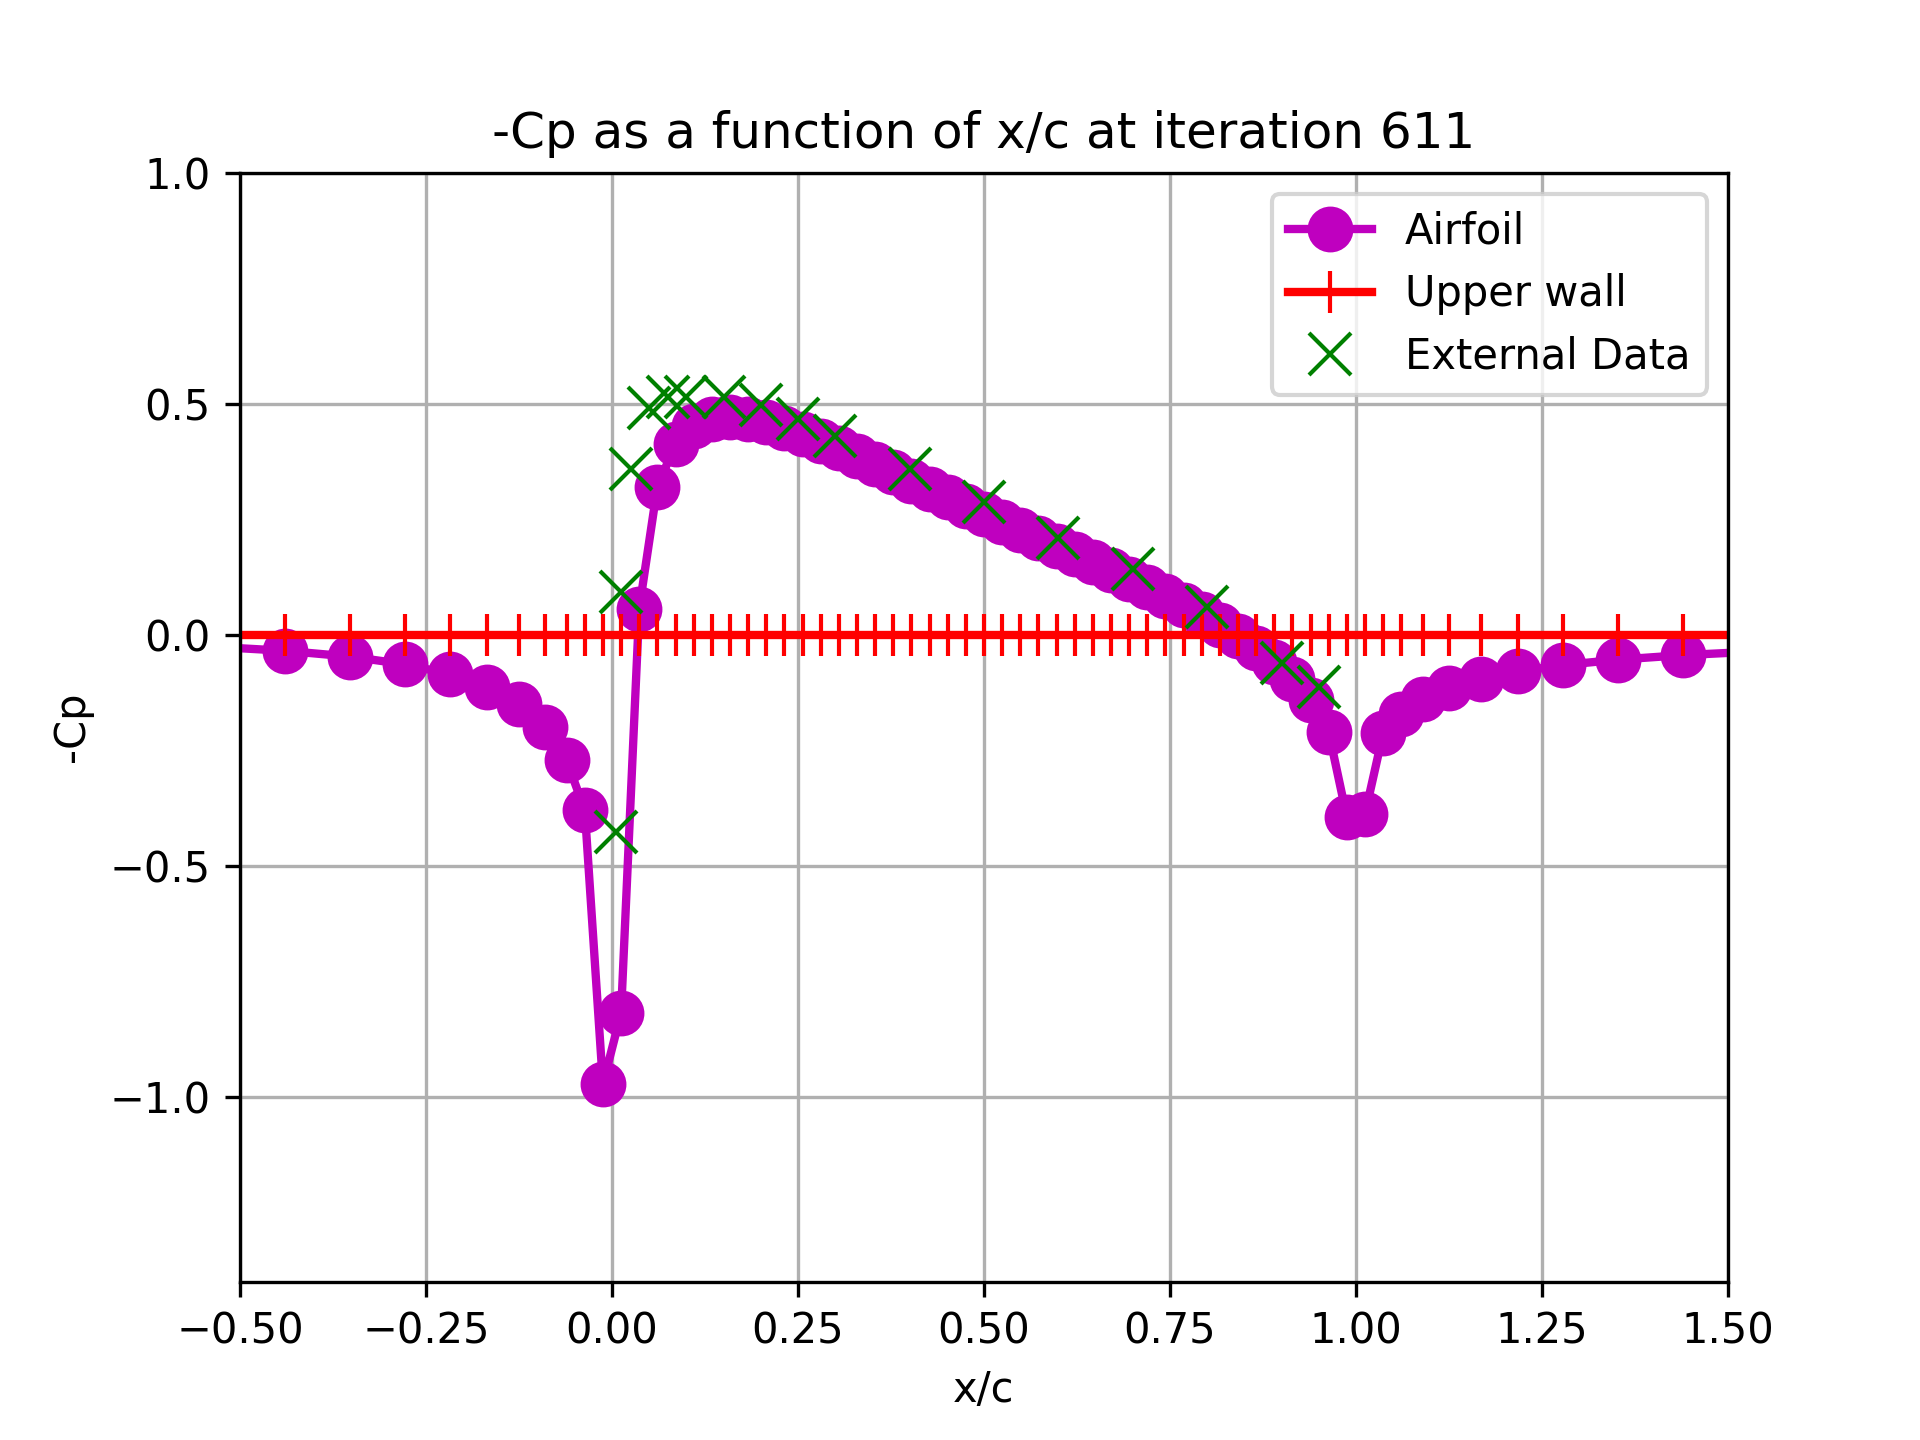 -Cp as a function of x/c at iteration 611
1.0
0.5
0.0
−0.5
−1.0
-Cp
Airfoil
Upper wall
External Data
−0.50 −0.25 0.00 0.25 0.50 0.75 1.00 1.25 1.50
x/c